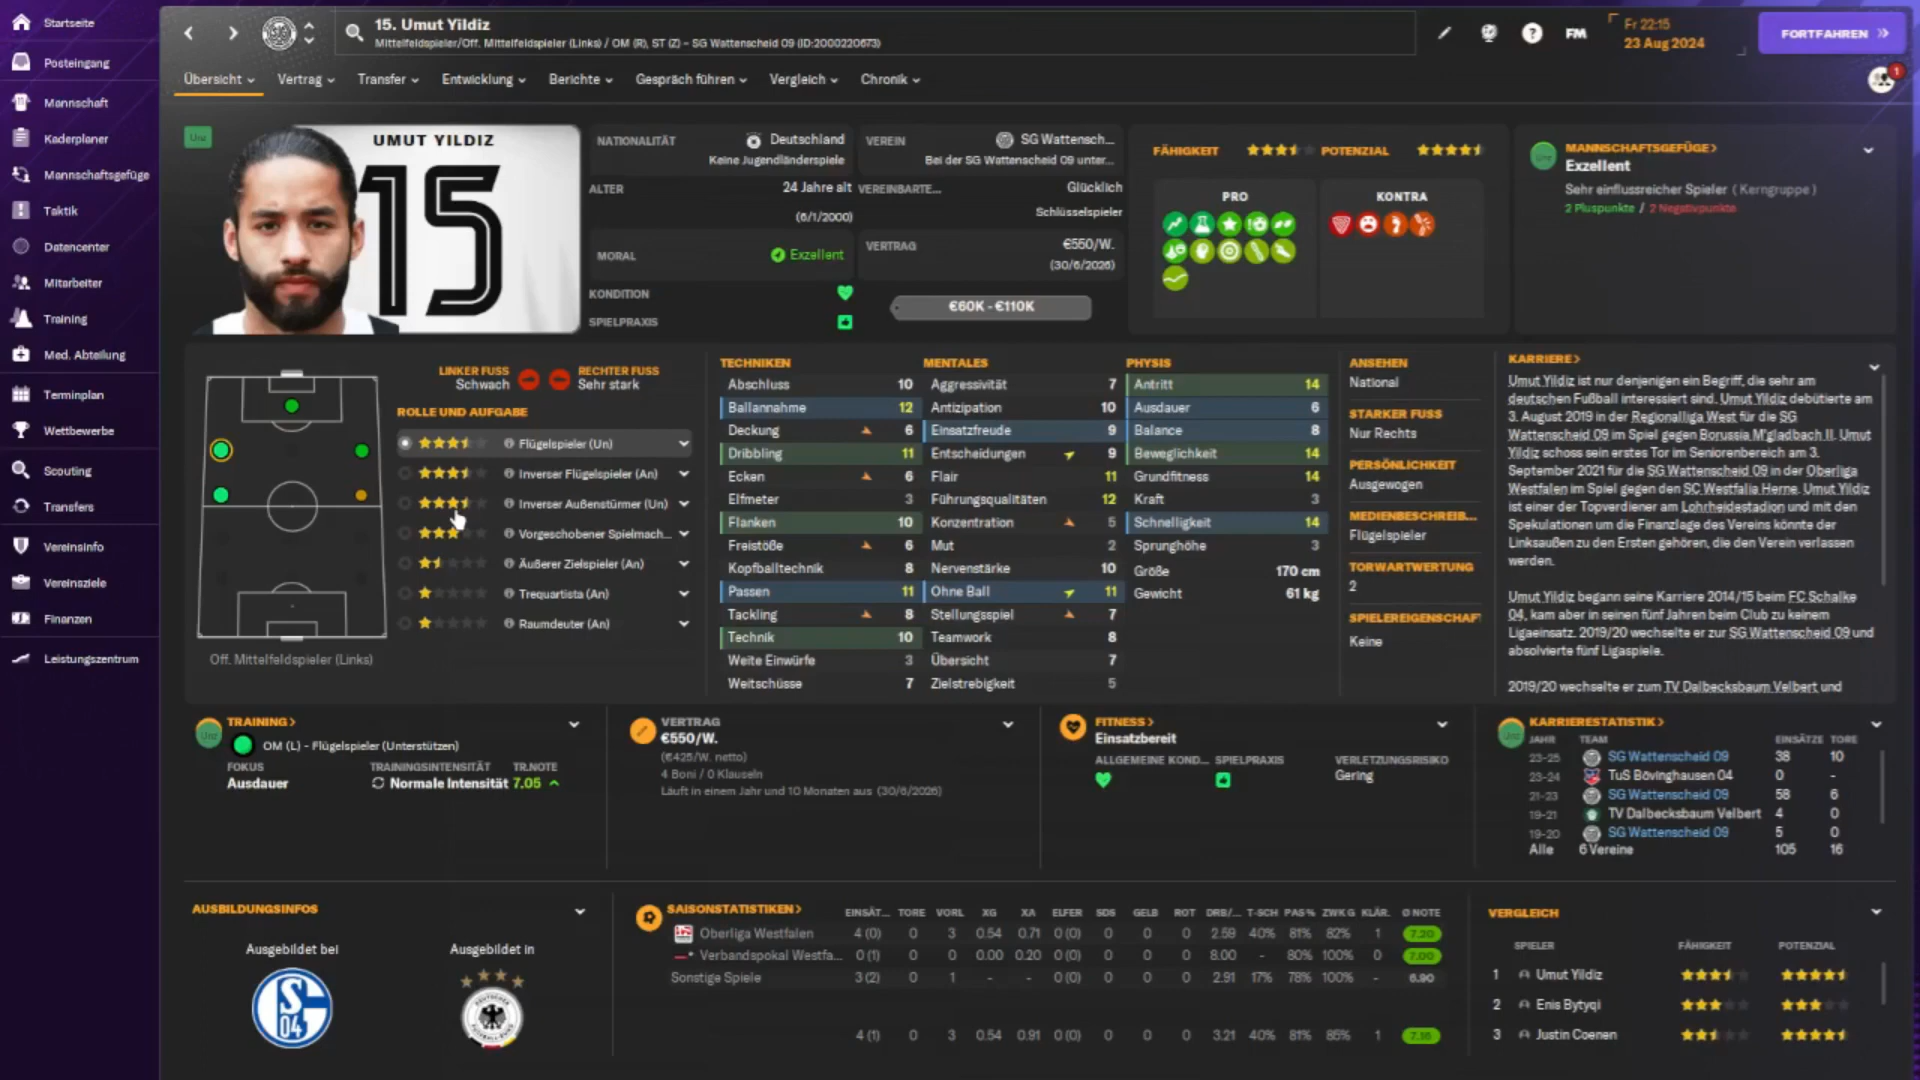 Startseite
Posteingang
Mannschaft
Kaderplaner
Mannschaftsgefüge
Taktik
Datencenter
Mitarbeiter
Training
Med. Abteilung
Terminplan
Wettbewerbe
Scouting
Transfers
Vereinsinfo
Vereinsziele
Finanzen
Leistungszentrum
15. Umut Yildiz
Mittelfeldspieler/Off. Mittelfeldspieler (Links) / OM (R), ST (Z) – SG Wattenscheid 09 (ID:2000220673)
FM
Fr 22:15
23 Aug 2024
FORTFAHREN
1
Übersicht Vertrag Transfer Entwicklung Berichte Gespräch führen Vergleich Chronik
Unz
UMUT YILDIZ
15
NATIONALITÄT Deutschland
Keine Jugendländerspiele
ALTER 24 Jahre alt
(6/1/2000)
MORAL Exzellent
KONDITION
SPIELPRAXIS
VEREIN SG Wattensch...
Bei der SG Wattenscheid 09 unter...
VEREINBARTE... Glücklich
Schlüsselspieler
VERTRAG €550/W.
(30/6/2026)
€60K - €110K
FÄHIGKEIT POTENZIAL
PRO KONTRA
Unz
MANNSCHAFTSGEFÜGE>
Exzellent
Sehr einflussreicher Spieler ( Kerngruppe )
2 Pluspunkte / 2 Negativpunkte
LINKER FUSS RECHTER FUSS
Schwach Sehr stark
ROLLE UND AUFGABE
Flügelspieler (Un)
Inverser Flügelspieler (An)
Inverser Außenstürmer (Un)
Vorgeschobener Spielmach...
Äußerer Zielspieler (An)
Trequartista (An)
Raumdeuter (An)
Off. Mittelfeldspieler (Links)
TECHNIKEN
Abschluss 10
Ballannahme 12
Deckung 6
Dribbling 11
Ecken 6
Elfmeter 3
Flanken 10
Freistöße 6
Kopfballtechnik 8
Passen 11
Tackling 8
Technik 10
Weite Einwürfe 3
Weitschüsse 7
MENTALES
Aggressivität 7
Antizipation 10
Einsatzfreude 9
Entscheidungen 9
Flair 11
Führungsqualitäten 12
Konzentration 5
Mut 2
Nervenstärke 10
Ohne Ball 11
Stellungsspiel 7
Teamwork 8
Übersicht 7
Zielstrebigkeit 5
PHYSIS
Antritt 14
Ausdauer 6
Balance 8
Beweglichkeit 14
Grundfitness 14
Kraft 3
Schnelligkeit 14
Sprunghöhe 3
Größe 170 cm
Gewicht 61 kg
ANSEHEN
National
STARKER FUSS
Nur Rechts
PERSÖNLICHKEIT
Ausgewogen
MEDIENBESCHREIB...
Flügelspieler
TORWARTWERTUNG
2
SPIELEREIGENSCHAF
Keine
KARRIERE>
Umut Yildiz ist nur denjenigen ein Begriff, die sehr am
deutschen Fußball interessiert sind. Umut Yildiz debütierte am
3. August 2019 in der Regionalliga West für die SG
Wattenscheid 09 im Spiel gegen Borussia M'gladbach II. Umut
Yildiz schoss sein erstes Tor im Seniorenbereich am 3.
September 2021 für die SG Wattenscheid 09 in der Oberliga
Westfalen im Spiel gegen den SC Westfalia Herne. Umut Yildiz
ist einer der Topverdiener am Lohrheidestadion und mit den
Spekulationen um die Finanzlage des Vereins könnte der
Linksaußen zu den Ersten gehören, die den Verein verlassen
werden.
Umut Yildiz begann seine Karriere 2014/15 beim FC Schalke
04, kam aber in seinen fünf Jahren beim Club zu keinem
Ligaeinsatz. 2019/20 wechselte er zur SG Wattenscheid 09 und
absolvierte fünf Ligaspiele.
2019/20 wechselte er zum TV Dalbecksbaum Velbert und
Unz
TRAINING>
OM (L) - Flügelspieler (Unterstützen)
FOKUS TRAININGSINTENSITÄT TR.NOTE
Ausdauer Normale Intensität 7.05
VERTRAG
€550/W.
(€425/W. netto)
4 Boni / 0 Klauseln
Läuft in einem Jahr und 10 Monaten aus (30/6/2026)
FITNESS>
Einsatzbereit
ALLGEMEINE KOND... SPIELPRAXIS VERLETZUNGSRISIKO
Gering
Unz
KARRIERESTATISTIK>
JAHR TEAM EINSÄTZE TORE
23-25 SG Wattenscheid 09 38 10
23-24 TuS Bövinghausen 04 0 -
21-23 SG Wattenscheid 09 58 6
19-21 TV Dalbecksbaum Velbert 4 0
19-20 SG Wattenscheid 09 5 0
Alle 6 Vereine 105 16
AUSBILDUNGSINFOS
Ausgebildet bei Ausgebildet in
S
04
SAISONSTATISTIKEN>
EINSÄT... TORE VORL XG XA ELFER SDS GELB ROT DRB/... T-SCH PAS% ZWK G KLÄR. Ø NOTE
Oberliga Westfalen 4 (0) 0 3 0.54 0.71 0 (0) 0 0 0 2.59 40% 81% 82% 1 7.20
Verbandspokal Westfa... 0 (1) 0 0 0.00 0.20 0 (0) 0 0 0 8.00 - 80% 100% 0 7.00
Sonstige Spiele 3 (2) 0 1 - - 0 (0) 0 0 0 2.91 17% 78% 100% - 6.90
4 (1) 0 3 0.54 0.91 0 (0) 0 0 0 3.21 40% 81% 85% 1 7.16
VERGLEICH
SPIELER FÄHIGKEIT POTENZIAL
1 Umut Yildiz
2 Enis Bytyqi
3 Justin Coenen